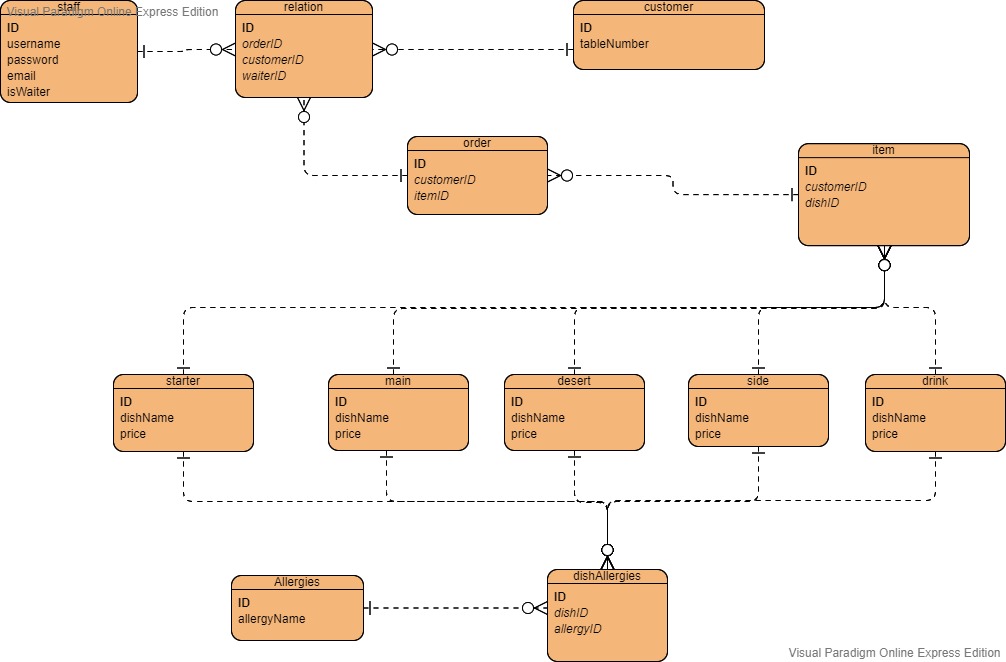 Visual Paradigm Online Express Edition
staff
ID
username
password
email
isWaiter
relation
ID
orderID
customerID
waiterID
customer
ID
tableNumber
order
ID
customerID
itemID
item
ID
customerID
dishID
starter
ID
dishName
price
main
ID
dishName
price
desert
ID
dishName
price
side
ID
dishName
price
drink
ID
dishName
price
Allergies
ID
allergyName
dishAllergies
ID
dishID
allergyID
Visual Paradigm Online Express Edition